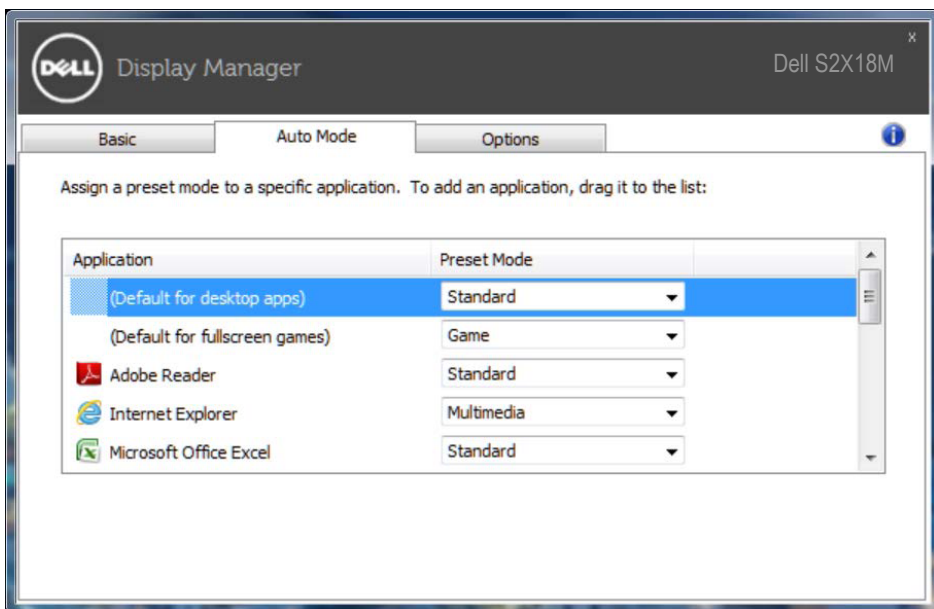 DELL Display Manager Dell S2X18M x
Basic Auto Mode Options i
Assign a preset mode to a specific application. To add an application, drag it to the list:
Application Preset Mode
(Default for desktop apps) Standard
(Default for fullscreen games) Game
Adobe Reader Standard
Internet Explorer Multimedia
Microsoft Office Excel Standard